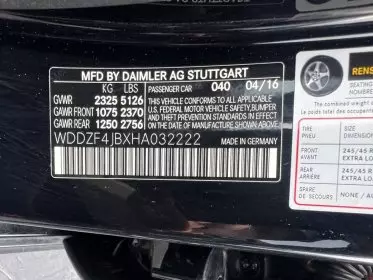 MFD BY DAIMLER AG STUTTGART
KG LBS PASSENGER CAR 040 04/16
GVWR 2325 5126
GAWR FRONT 1075 2370
GAWR REAR 1250 2756
THIS VEHICLE CONFORMS TO ALL APPLICABLE
U.S. FEDERAL MOTOR VEHICLE SAFETY, BUMPER
AND THEFT PREVENTION STANDARDS IN EFFECT
ON THE DATE OF MANUFACTURE SHOWN ABOVE.
WDDZF4JBXHA032222
MADE IN GERMANY
TIRE
FRONT
AVANT
245/45 R
EXTRA LO
REAR
ARRIÈRE
245/45 R
EXTRA LO
SPARE
DE SECOURS
NONE /